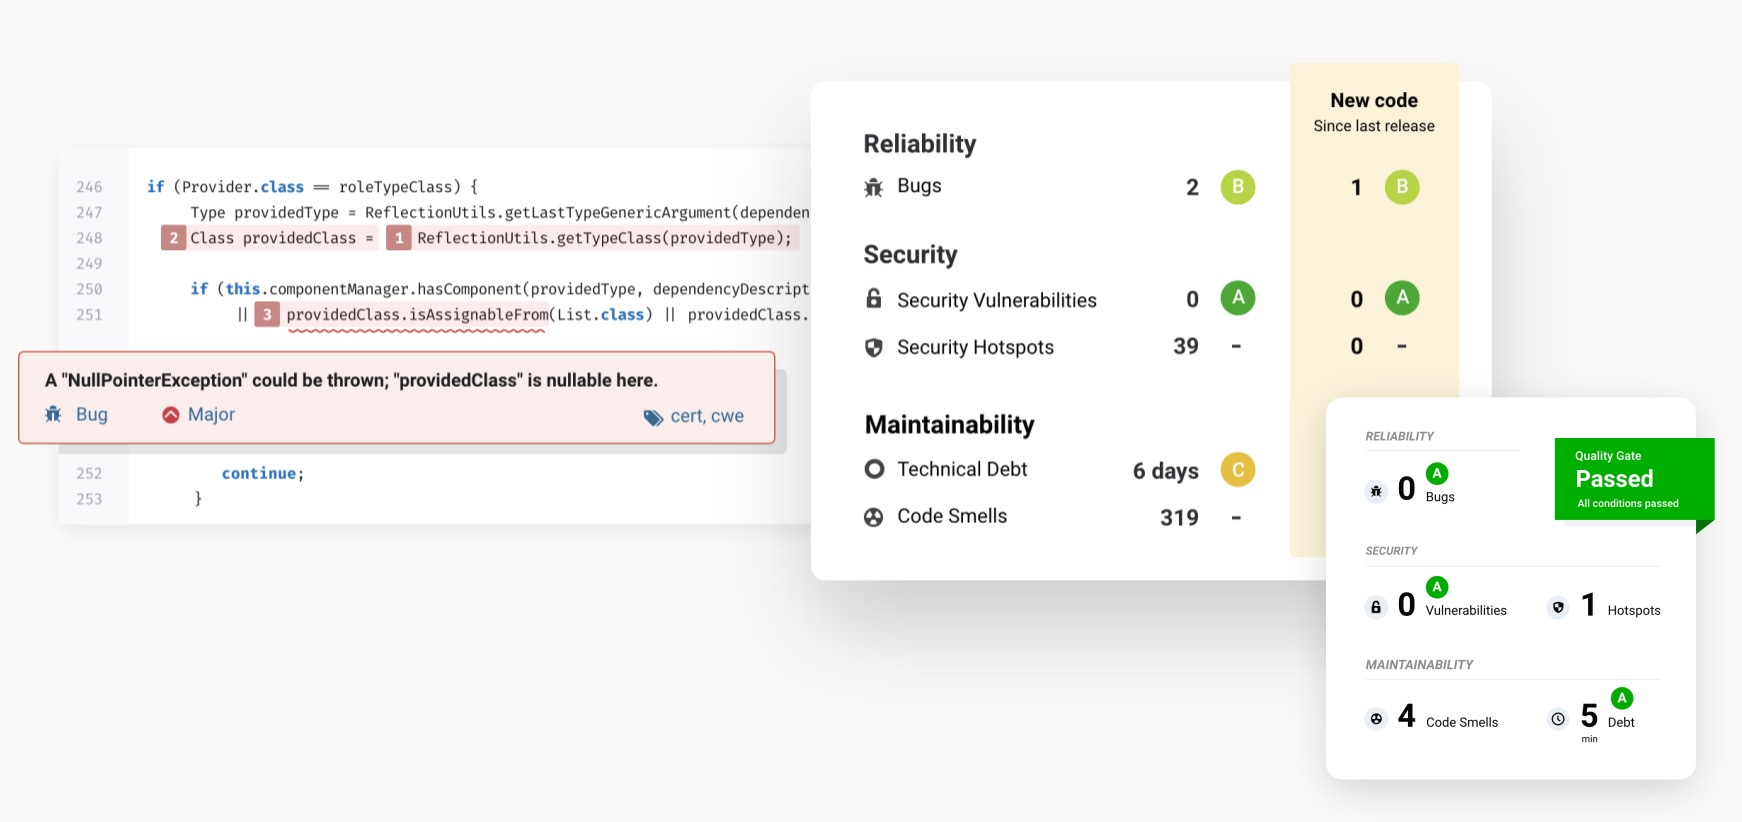 246 if (Provider.class == roleTypeClass) {
247 Type providedType = ReflectionUtils.getLastTypeGenericArgument(dependen
248 2 Class providedClass = 1 ReflectionUtils.getTypeClass(providedType);
249
250 if (this.componentManager.hasComponent(providedType, dependencyDescript
251 || 3 providedClass.isAssignableFrom(List.class) || providedClass.
A "NullPointerException" could be thrown; "providedClass" is nullable here.
Bug Major cert, cwe
252 continue;
253 }
New code
Since last release
Reliability
Bugs 2 B 1 B
Security
Security Vulnerabilities 0 A 0 A
Security Hotspots 39 - 0 -
Maintainability
Technical Debt 6 days C
Code Smells 319 -
RELIABILITY
0 A Bugs
Quality Gate
Passed
All conditions passed
SECURITY
0 A Vulnerabilities 1 Hotspots
MAINTAINABILITY
4 Code Smells 5 min A Debt